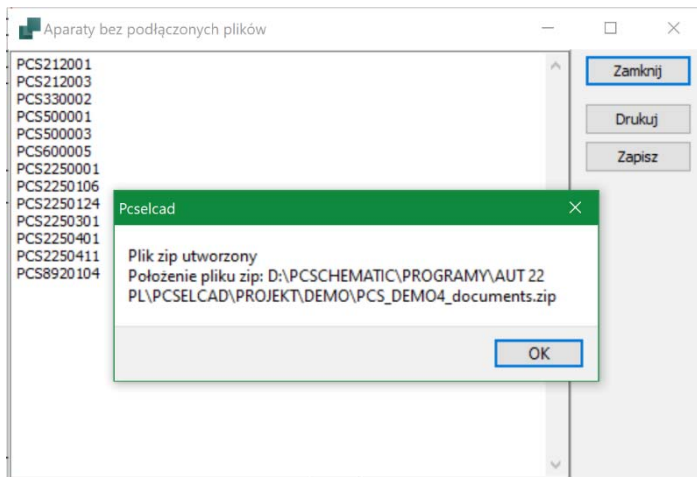 Aparaty bez podłączonych plików
PCS212001
PCS212003
PCS330002
PCS500001
PCS500003
PCS600005
PCS2250001
PCS2250106
PCS2250124
PCS2250301
PCS2250401
PCS2250411
PCS8920104
Zamknij
Drukuj
Zapisz
Pcselcad
Plik zip utworzony
Położenie pliku zip: D:\PCSCHEMATIC\PROGRAMY\AUT 22
PL\PCSELCAD\PROJEKT\DEMO\PCS_DEMO4_documents.zip
OK